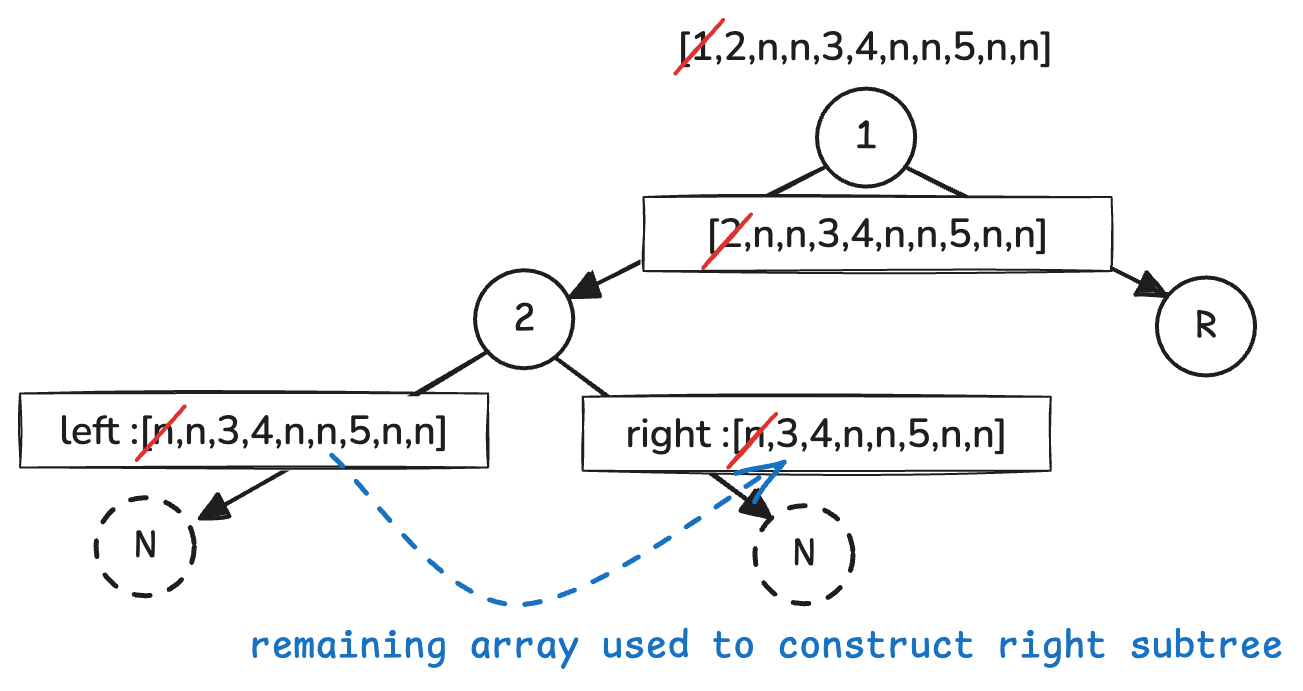 [1,2,n,n,3,4,n,n,5,n,n]
1
[2,n,n,3,4,n,n,5,n,n]
2
R
left :[n,n,3,4,n,n,5,n,n]
right :[n,3,4,n,n,5,n,n]
N
N
remaining array used to construct right subtree